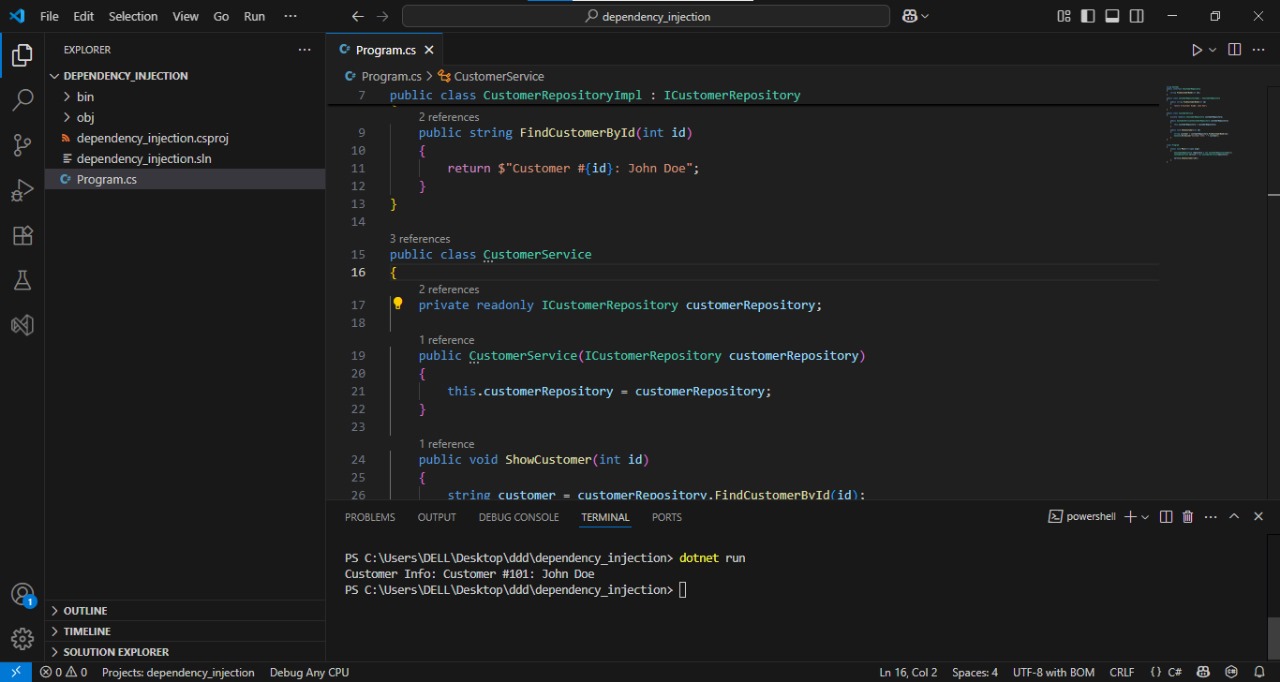 File Edit Selection View Go Run ···
dependency_injection
EXPLORER ···
DEPENDENCY_INJECTION
bin
obj
dependency_injection.csproj
dependency_injection.sln
Program.cs
OUTLINE
TIMELINE
SOLUTION EXPLORER
1
Program.cs
Program.cs > CustomerService
7 public class CustomerRepositoryImpl : ICustomerRepository
2 references
9 public string FindCustomerById(int id)
10 {
11 return $"Customer #{id}: John Doe";
12 }
13 }
14
3 references
15 public class CustomerService
16 {
2 references
17 private readonly ICustomerRepository customerRepository;
18
1 reference
19 public CustomerService(ICustomerRepository customerRepository)
20 {
21 this.customerRepository = customerRepository;
22 }
23
1 reference
24 public void ShowCustomer(int id)
25 {
26 string customer = customerRepository.FindCustomerById(id);
PROBLEMS OUTPUT DEBUG CONSOLE TERMINAL PORTS powershell
PS C:\Users\DELL\Desktop\ddd\dependency_injection> dotnet run
Customer Info: Customer #101: John Doe
PS C:\Users\DELL\Desktop\ddd\dependency_injection>
0 0 Projects: dependency_injection Debug Any CPU Ln 16, Col 2 Spaces: 4 UTF-8 with BOM CRLF {} C#